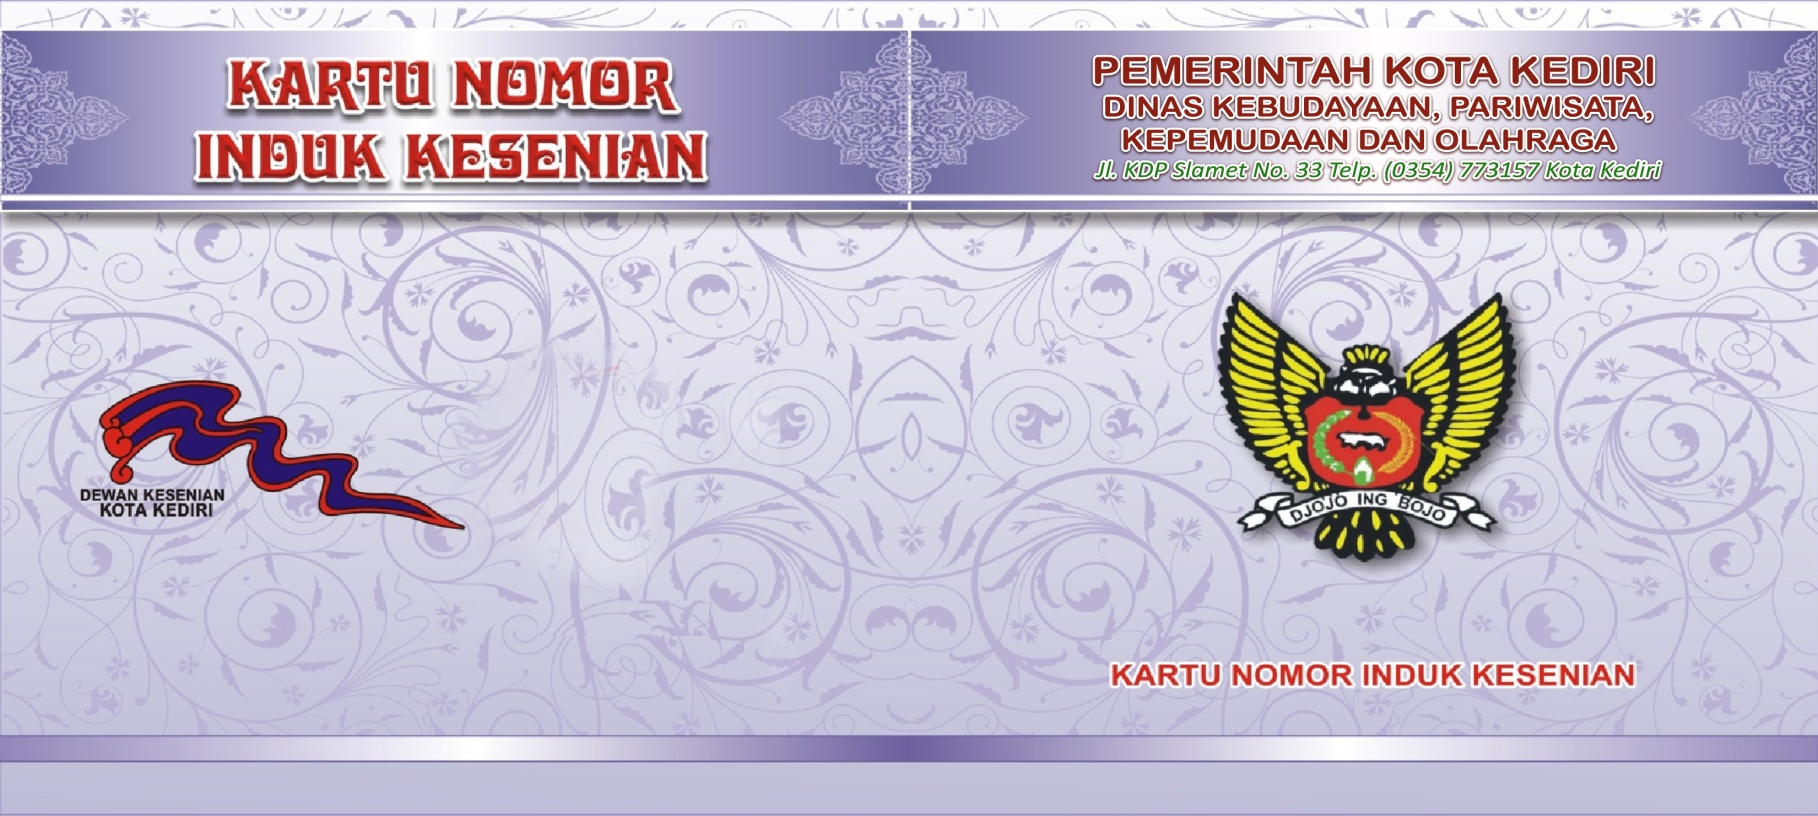 KARTU NOMOR
INDUK KESENIAN
DEWAN KESENIAN
KOTA KEDIRI
PEMERINTAH KOTA KEDIRI
DINAS KEBUDAYAAN, PARIWISATA,
KEPEMUDAAN DAN OLAHRAGA
Jl. KDP Slamet No. 33 Telp. (0354) 773157 Kota Kediri
DJOJO ING BOJO
KARTU NOMOR INDUK KESENIAN